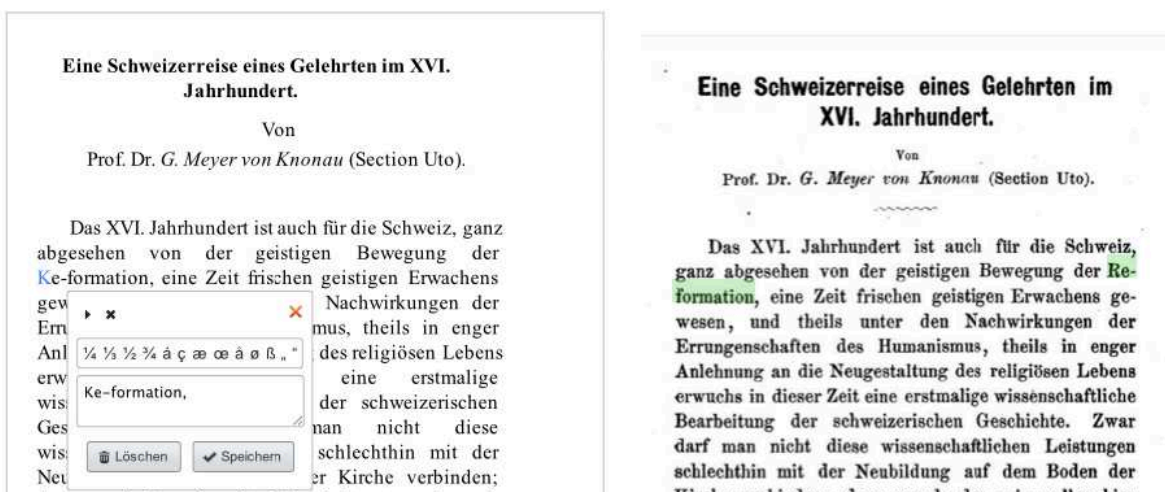 Eine Schweizerreise eines Gelehrten im XVI.
Jahrhundert.
Von
Prof. Dr. G. Meyer von Knonau (Section Uto).
Das XVI. Jahrhundert ist auch für die Schweiz, ganz
abgesehen von der geistigen Bewegung der
Ke-formation, eine Zeit frischen geistigen Erwachens
gew Nachwirkungen der
Erru mus, theils in enger
Anl des religiösen Lebens
erw eine erstmalige
wis der schweizerischen
Ges man nicht diese
wis schlechthin mit der
Neu er Kirche verbinden;
¼ ⅓ ½ ¾ á ç æ œ å ø ß „ “
Ke-formation,
Löschen Speichern
Eine Schweizerreise eines Gelehrten im
XVI. Jahrhundert.
Von
Prof. Dr. G. Meyer von Knonau (Section Uto).
Das XVI. Jahrhundert ist auch für die Schweiz,
ganz abgesehen von der geistigen Bewegung der Re-
formation, eine Zeit frischen geistigen Erwachens ge-
wesen, und theils unter den Nachwirkungen der
Errungenschaften des Humanismus, theils in enger
Anlehnung an die Neugestaltung des religiösen Lebens
erwuchs in dieser Zeit eine erstmalige wissenschaftliche
Bearbeitung der schweizerischen Geschichte. Zwar
darf man nicht diese wissenschaftlichen Leistungen
schlechthin mit der Neubildung auf dem Boden der